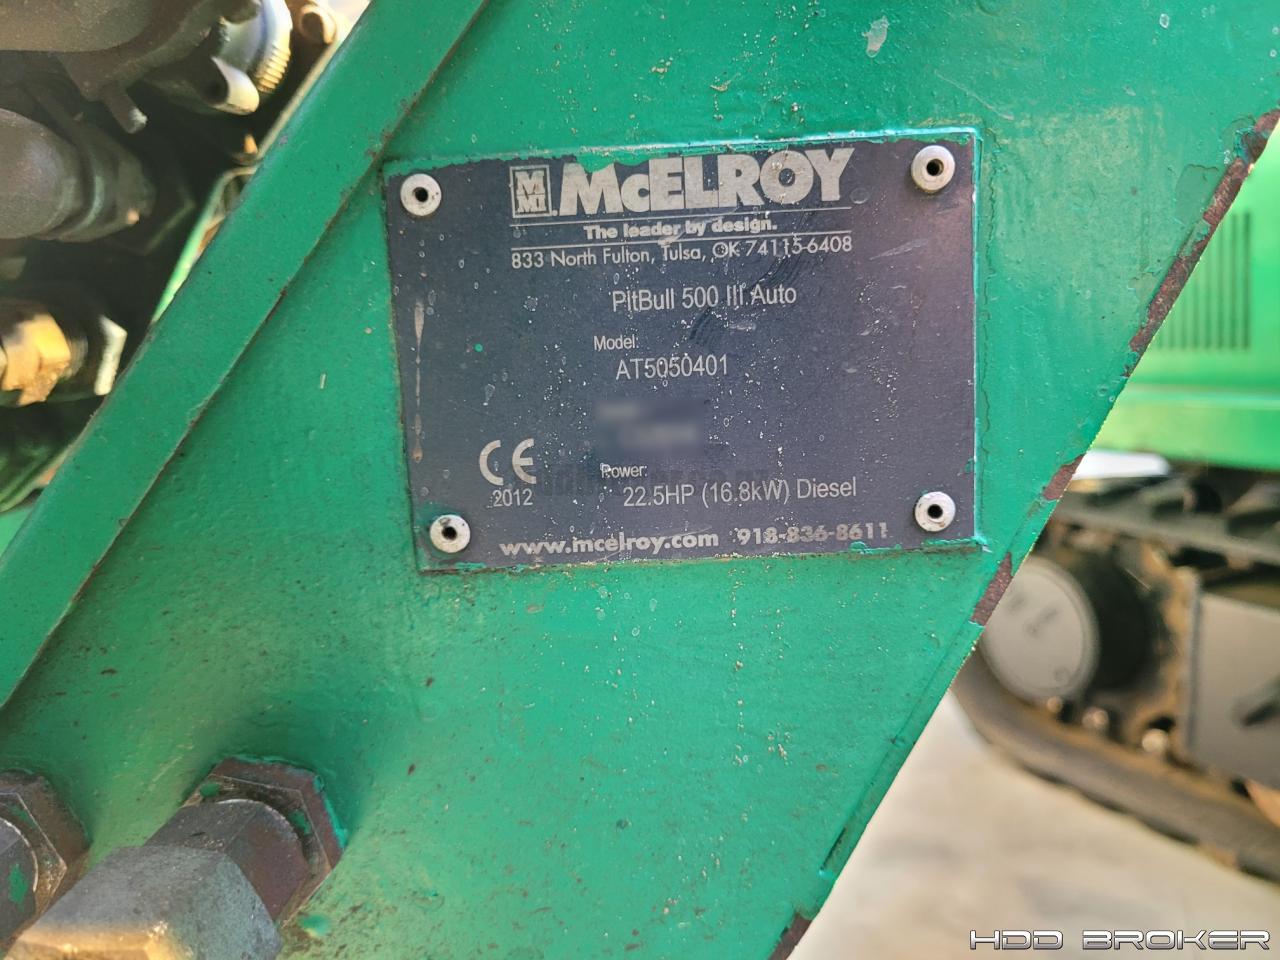 McELROY
The leader by design.
833 North Fulton, Tulsa, OK 74115-6408
PitBull 500 III Auto
Model:
AT5050401
CE
2012
Power:
22.5HP (16.8kW) Diesel
www.mcelroy.com 918-836-8611
HDD BROKER